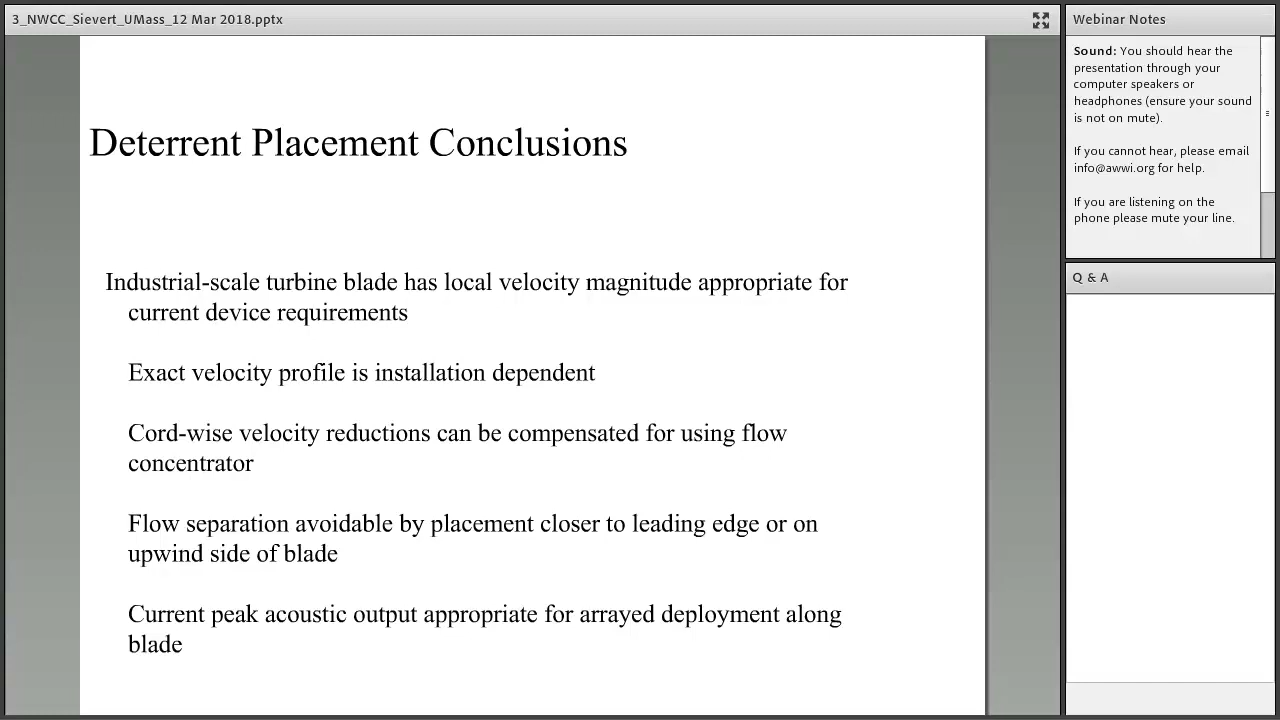 3_NWCC_Sievert_UMass_12 Mar 2018.pptx
Deterrent Placement Conclusions
Industrial-scale turbine blade has local velocity magnitude appropriate for
current device requirements
Exact velocity profile is installation dependent
Cord-wise velocity reductions can be compensated for using flow
concentrator
Flow separation avoidable by placement closer to leading edge or on
upwind side of blade
Current peak acoustic output appropriate for arrayed deployment along
blade
Webinar Notes
Sound: You should hear the
presentation through your
computer speakers or
headphones (ensure your sound
is not on mute).
If you cannot hear, please email
info@awwi.org for help.
If you are listening on the
phone please mute your line.
Q & A